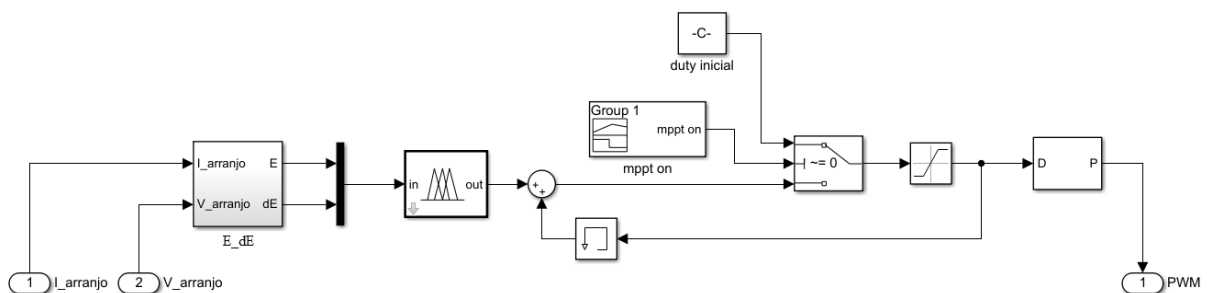 -C-
duty inicial
Group 1
mppt on
mppt on
I_arranjo
E
V_arranjo
dE
E_dE
in
out
+
+
~= 0
D
P
1
I_arranjo
2
V_arranjo
1
PWM